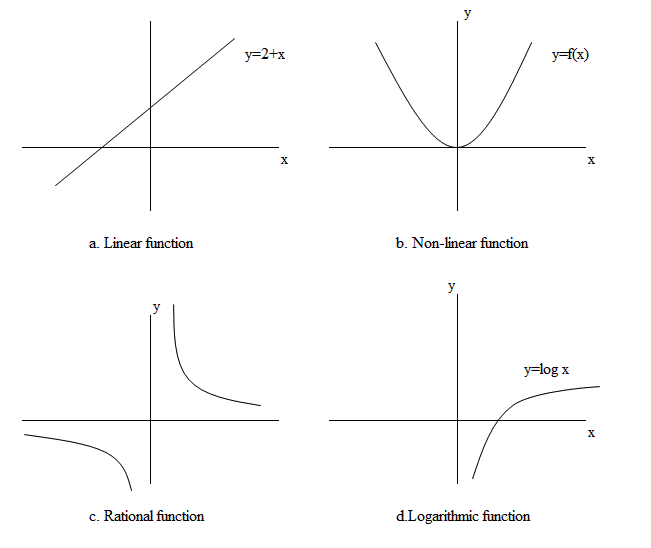 y=2+x
x
a. Linear function
y
y=f(x)
x
b. Non-linear function
y
c. Rational function
y
y=log x
x
d.Logarithmic function